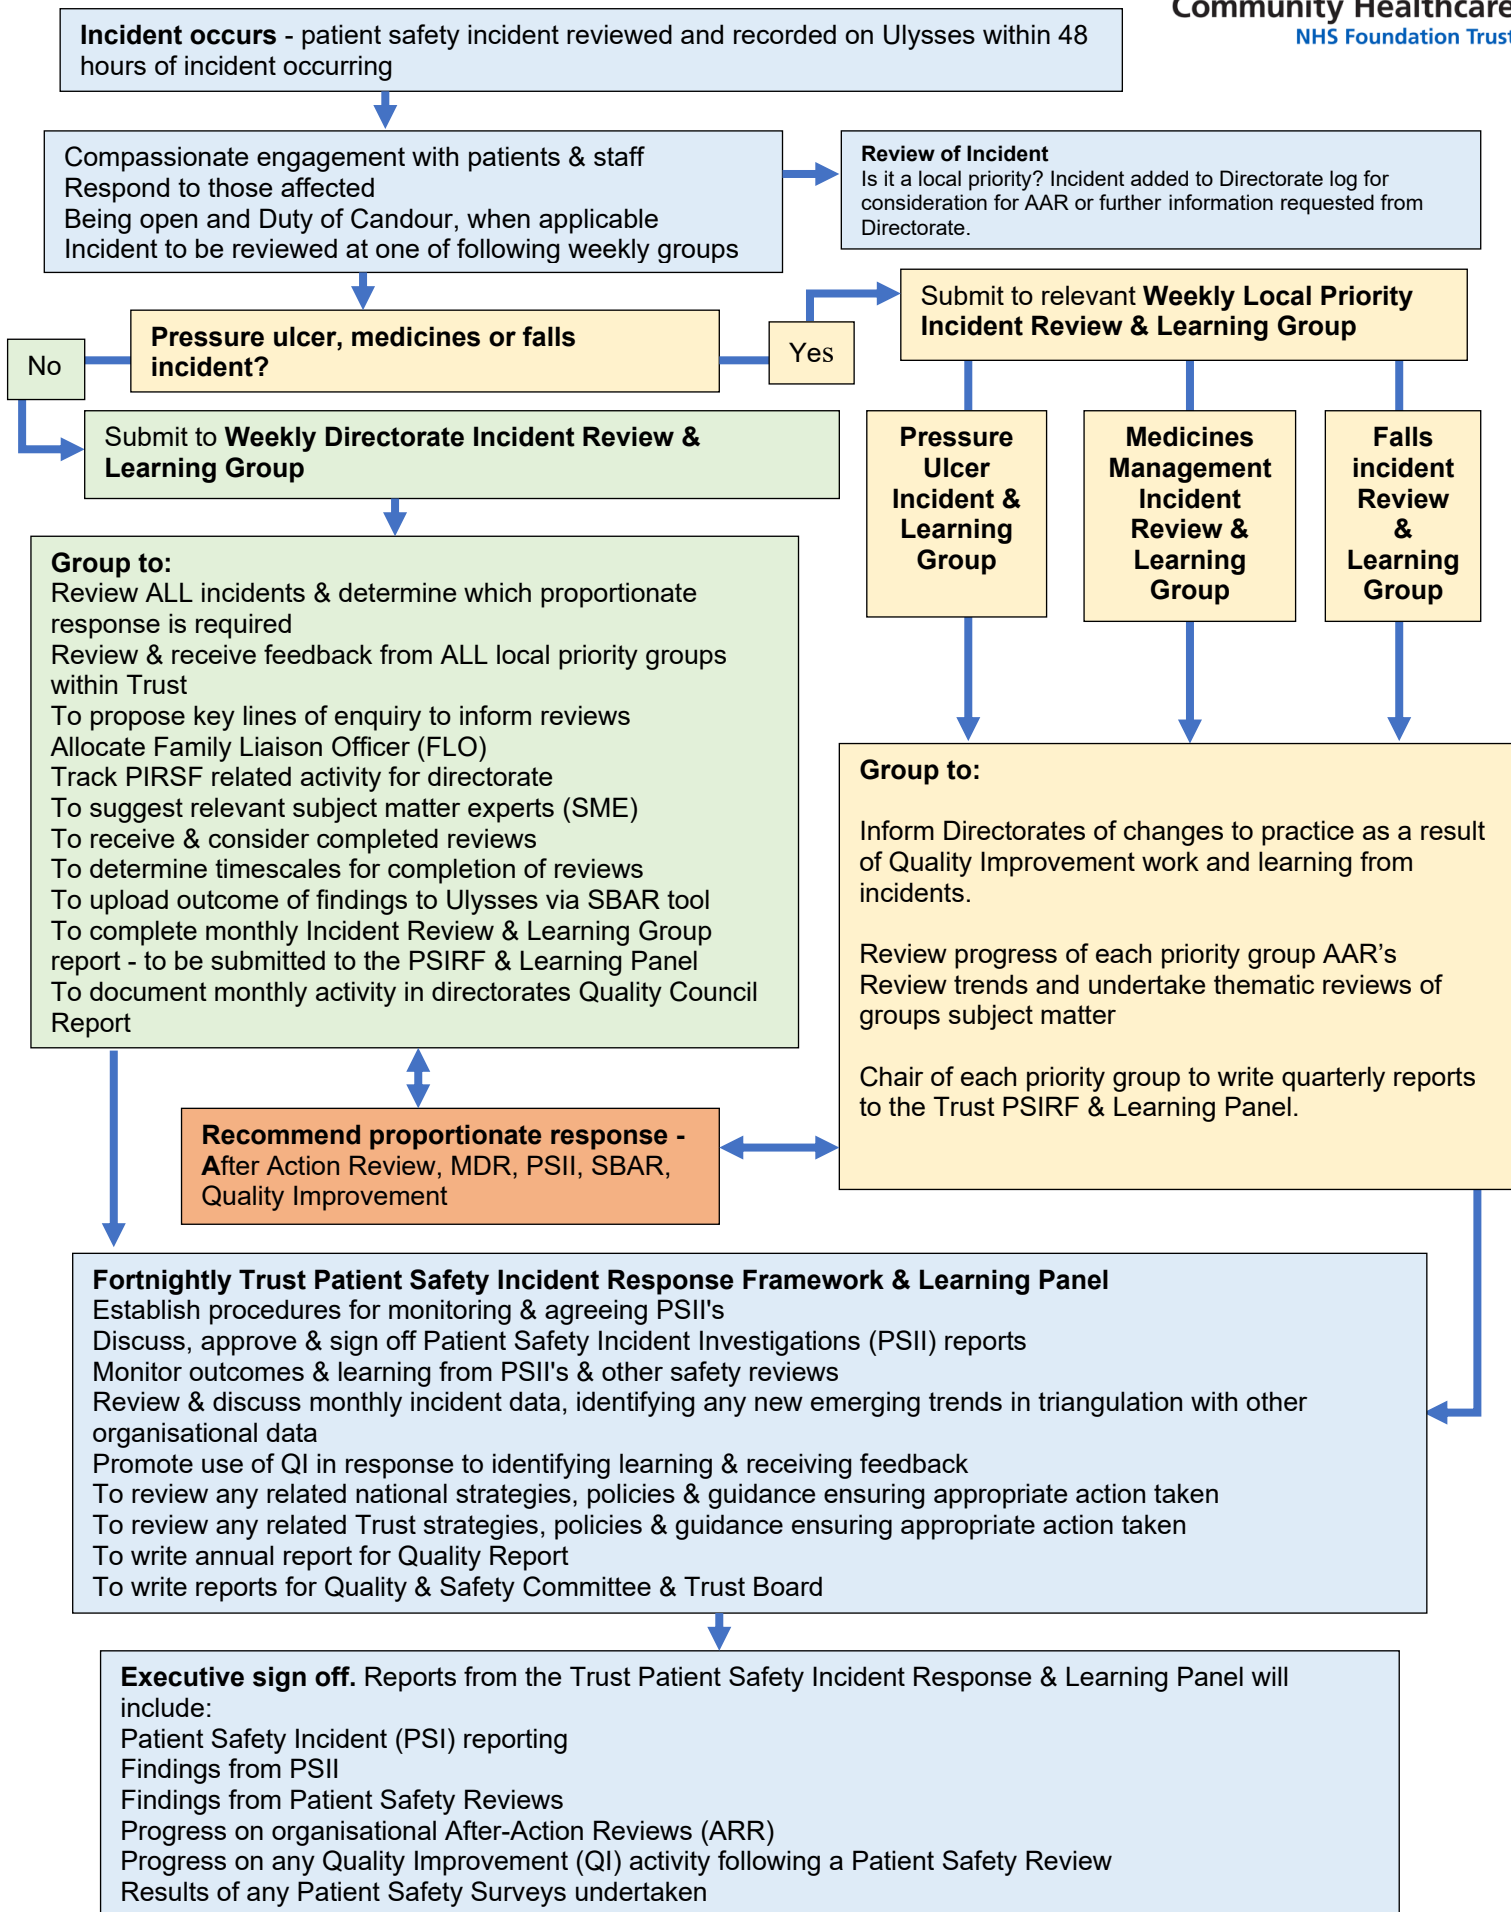 Community Healthcare
NHS Foundation Trust
Incident occurs - patient safety incident reviewed and recorded on Ulysses within 48
hours of incident occurring
Compassionate engagement with patients & staff
Respond to those affected
Being open and Duty of Candour, when applicable
Incident to be reviewed at one of following weekly groups
Review of Incident
Is it a local priority? Incident added to Directorate log for
consideration for AAR or further information requested from
Directorate.
Pressure ulcer, medicines or falls
incident?
No
Yes
Submit to relevant Weekly Local Priority
Incident Review & Learning Group
Submit to Weekly Directorate Incident Review &
Learning Group
Pressure
Ulcer
Incident &
Learning
Group
Medicines
Management
Incident
Review &
Learning
Group
Falls
incident
Review
&
Learning
Group
Group to:
Review ALL incidents & determine which proportionate
response is required
Review & receive feedback from ALL local priority groups
within Trust
To propose key lines of enquiry to inform reviews
Allocate Family Liaison Officer (FLO)
Track PIRSF related activity for directorate
To suggest relevant subject matter experts (SME)
To receive & consider completed reviews
To determine timescales for completion of reviews
To upload outcome of findings to Ulysses via SBAR tool
To complete monthly Incident Review & Learning Group
report - to be submitted to the PSIRF & Learning Panel
To document monthly activity in directorates Quality Council
Report
Group to:
Inform Directorates of changes to practice as a result
of Quality Improvement work and learning from
incidents.
Review progress of each priority group AAR’s
Review trends and undertake thematic reviews of
groups subject matter
Chair of each priority group to write quarterly reports
to the Trust PSIRF & Learning Panel.
Recommend proportionate response -
After Action Review, MDR, PSII, SBAR,
Quality Improvement
Fortnightly Trust Patient Safety Incident Response Framework & Learning Panel
Establish procedures for monitoring & agreeing PSII's
Discuss, approve & sign off Patient Safety Incident Investigations (PSII) reports
Monitor outcomes & learning from PSII's & other safety reviews
Review & discuss monthly incident data, identifying any new emerging trends in triangulation with other
organisational data
Promote use of QI in response to identifying learning & receiving feedback
To review any related national strategies, policies & guidance ensuring appropriate action taken
To review any related Trust strategies, policies & guidance ensuring appropriate action taken
To write annual report for Quality Report
To write reports for Quality & Safety Committee & Trust Board
Executive sign off. Reports from the Trust Patient Safety Incident Response & Learning Panel will
include:
Patient Safety Incident (PSI) reporting
Findings from PSII
Findings from Patient Safety Reviews
Progress on organisational After-Action Reviews (ARR)
Progress on any Quality Improvement (QI) activity following a Patient Safety Review
Results of any Patient Safety Surveys undertaken